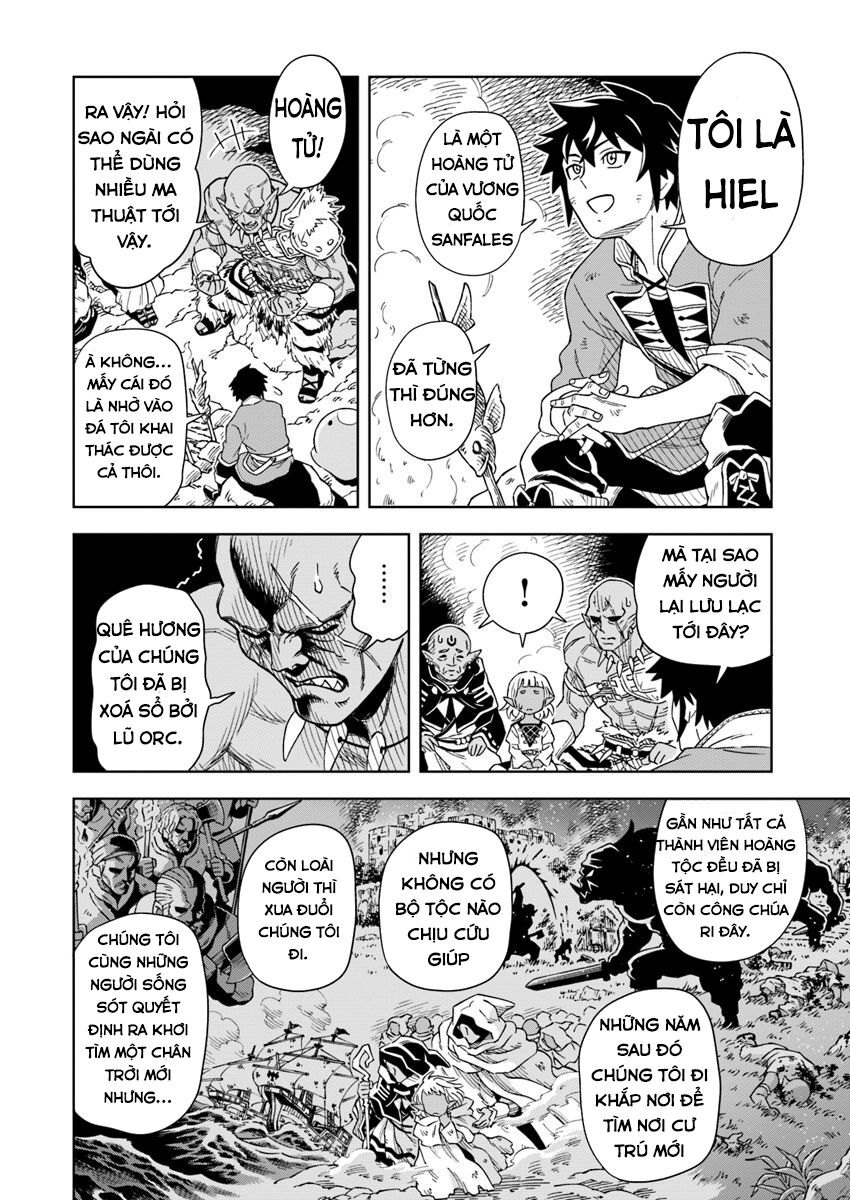 TÔI LÀ
HIEL
LÀ MỘT
HOÀNG TỬ
CỦA VƯƠNG
QUỐC
SANFALES
ĐÃ TỪNG
THÌ ĐÚNG
HƠN.
HOÀNG
TỬ!
RA VẬY! HỎI
SAO NGÀI CÓ
THỂ DÙNG
NHIỀU MA
THUẬT TỚI
VẬY.
À KHÔNG...
MẤY CÁI ĐÓ
LÀ NHỜ VÀO
ĐÁ TÔI KHAI
THÁC ĐƯỢC
CẢ THÔI.
MÀ TẠI SAO
MẤY NGƯỜI
LẠI LƯU LẠC
TỚI ĐÂY?
!
......
QUÊ HƯƠNG
CỦA CHÚNG
TÔI ĐÃ BỊ
XOÁ SỔ BỞI
LŨ ORC.
GẦN NHƯ TẤT CẢ
THÀNH VIÊN HOÀNG
TỘC ĐỀU ĐÃ BỊ
SÁT HẠI, DUY CHỈ
CÒN CÔNG CHÚA
RI ĐÂY.
NHỮNG NĂM
SAU ĐÓ
CHÚNG TÔI ĐI
KHẮP NƠI ĐỂ
TÌM NƠI CƯ
TRÚ MỚI
NHƯNG
KHÔNG CÓ
BỘ TỘC NÀO
CHỊU CỨU
GIÚP
CÒN LOÀI
NGƯỜI THÌ
XUA ĐUỔI
CHÚNG TÔI
ĐI.
CHÚNG TÔI
CÙNG NHỮNG
NGƯỜI SỐNG
SÓT QUYẾT
ĐỊNH RA KHƠI
TÌM MỘT CHÂN
TRỜI MỚI
NHƯNG...